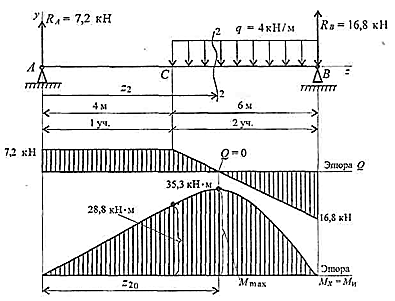 y
R_A = 7,2 кН
R_B = 16,8 кН
q = 4 кН/м
2
A
C
B
z
z_2
2
4 м
6 м
1 уч.
2 уч.
7,2 кН
Q = 0
Эпюра Q
35,3 кН·м
28,8 кН·м
16,8 кН
Эпюра
z_20
M_max
M_X = M_И